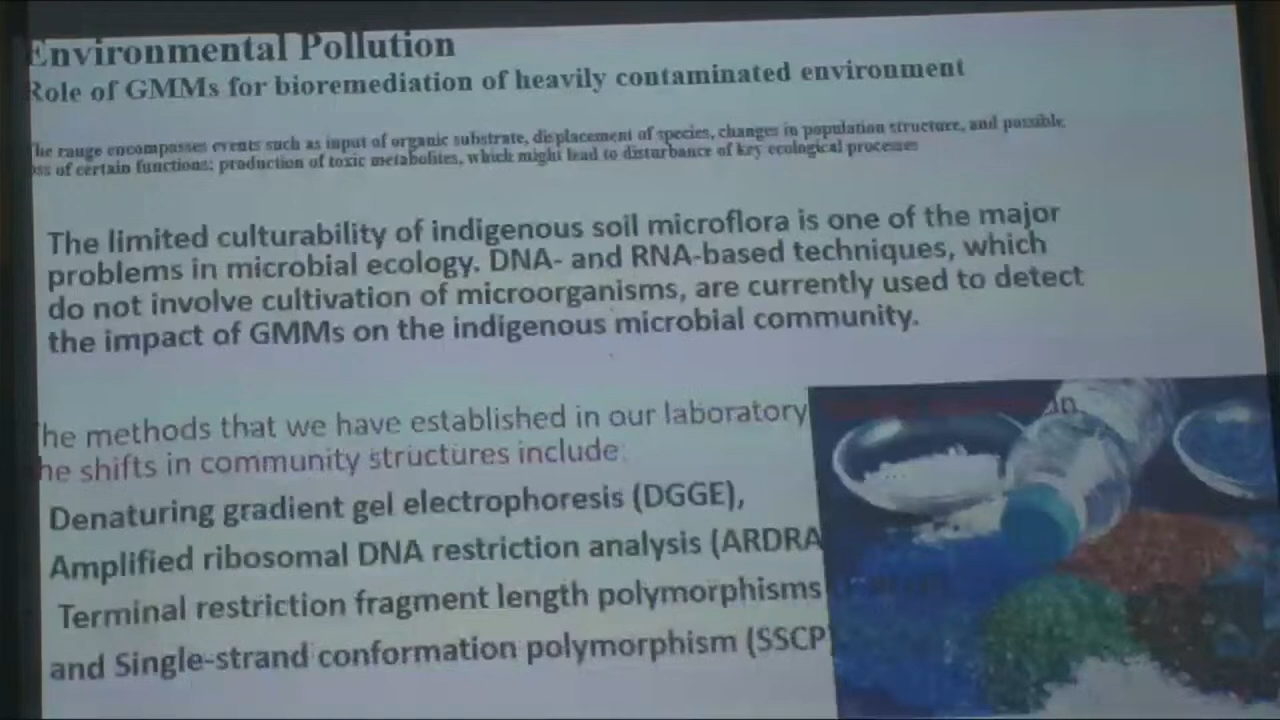 Environmental Pollution
Role of GMMs for bioremediation of heavily contaminated environment
he range encompasses events such as input of organic substrate, displacement of species, changes in population structure, and possible
oss of certain functions; production of toxic metabolites, which might lead to disturbance of key ecological processes
The limited culturability of indigenous soil microflora is one of the major
problems in microbial ecology. DNA- and RNA-based techniques, which
do not involve cultivation of microorganisms, are currently used to detect
the impact of GMMs on the indigenous microbial community.
he methods that we have established in our laboratory
he shifts in community structures include:
Denaturing gradient gel electrophoresis (DGGE),
Amplified ribosomal DNA restriction analysis (ARDRA
Terminal restriction fragment length polymorphisms
and Single-strand conformation polymorphism (SSCP